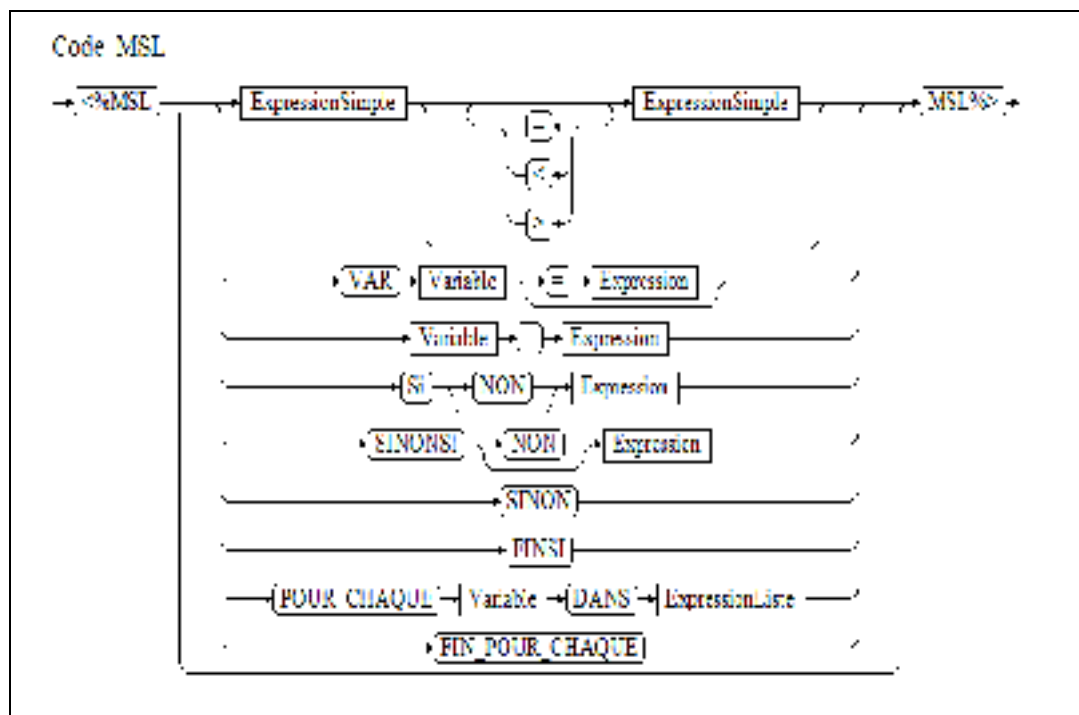 Code MSL
<%MSL ExpressionSimple ExpressionSimple MSL%>
=
<
>
VAR Variable = Expression
Variable Expression
Si NON Expression
SINONSI NON Expression
SINON
FINSI
POUR_CHAQUE Variable DANS ExpressionListe
FIN_POUR_CHAQUE